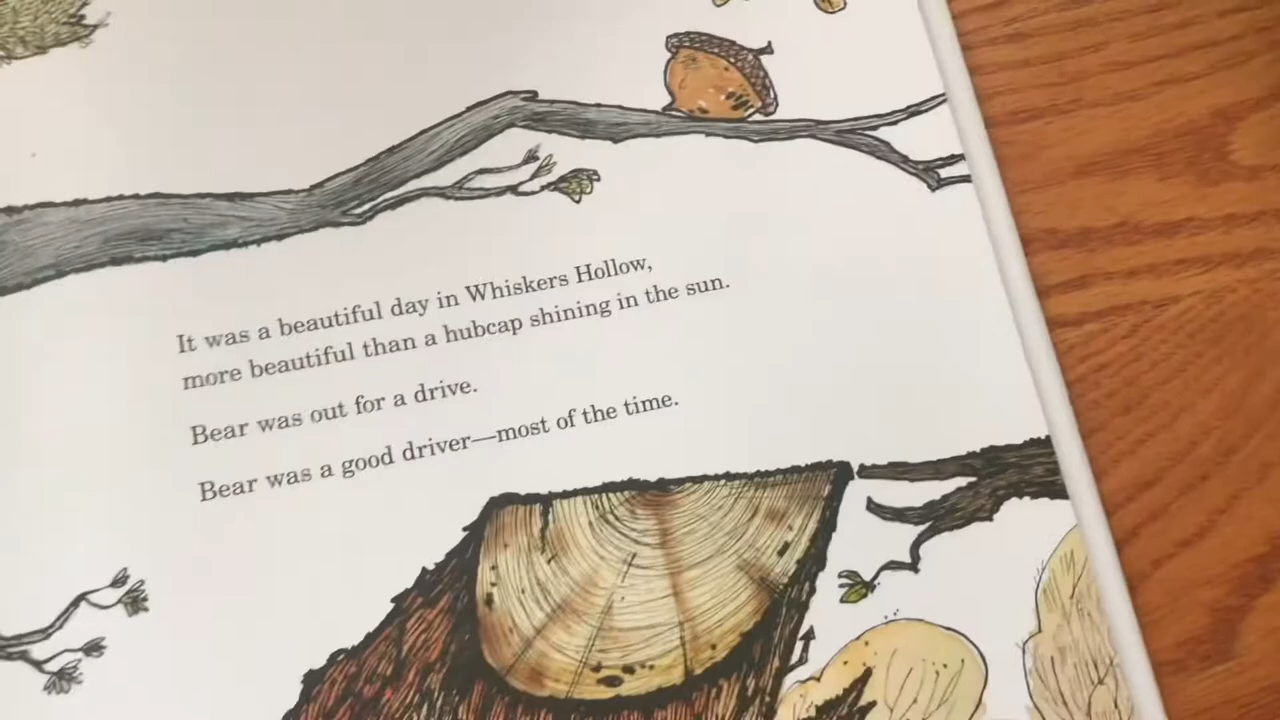 It was a beautiful day in Whiskers Hollow,
more beautiful than a hubcap shining in the sun.
Bear was out for a drive.
Bear was a good driver—most of the time.